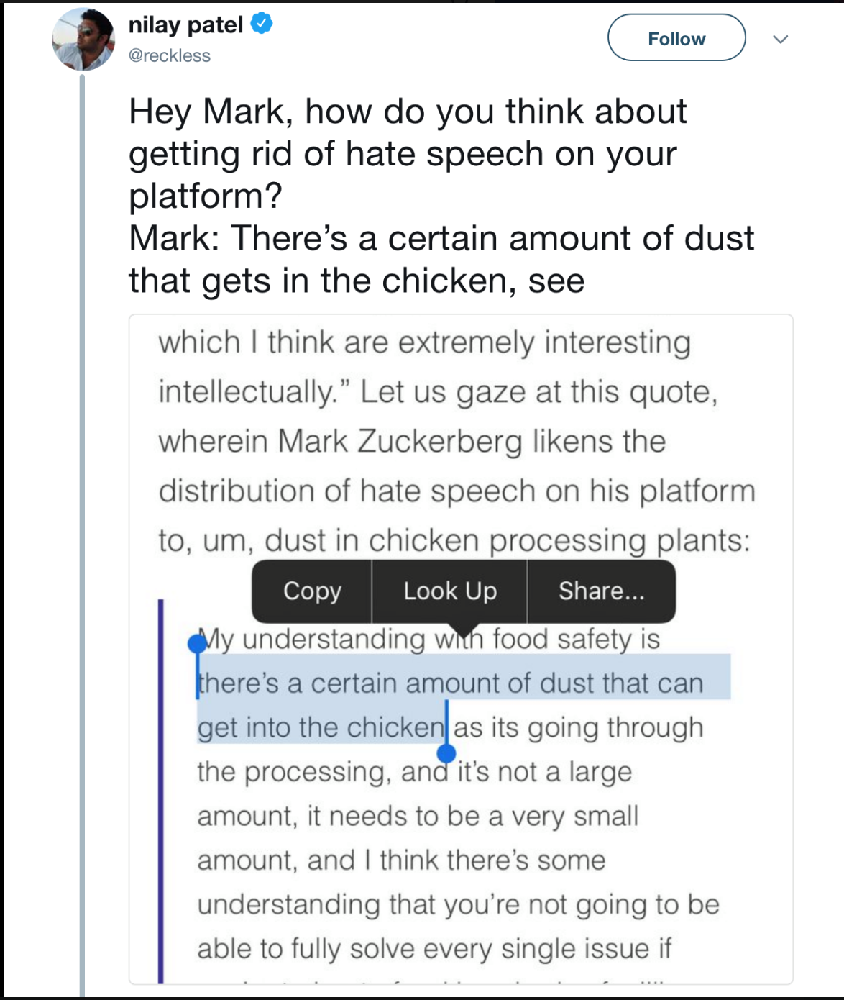 nilay patel
@reckless
Follow
Hey Mark, how do you think about
getting rid of hate speech on your
platform?
Mark: There’s a certain amount of dust
that gets in the chicken, see
which I think are extremely interesting
intellectually.” Let us gaze at this quote,
wherein Mark Zuckerberg likens the
distribution of hate speech on his platform
to, um, dust in chicken processing plants:
Copy
Look Up
Share...
My understanding with food safety is
there’s a certain amount of dust that can
get into the chicken as its going through
the processing, and it’s not a large
amount, it needs to be a very small
amount, and I think there’s some
understanding that you’re not going to be
able to fully solve every single issue if